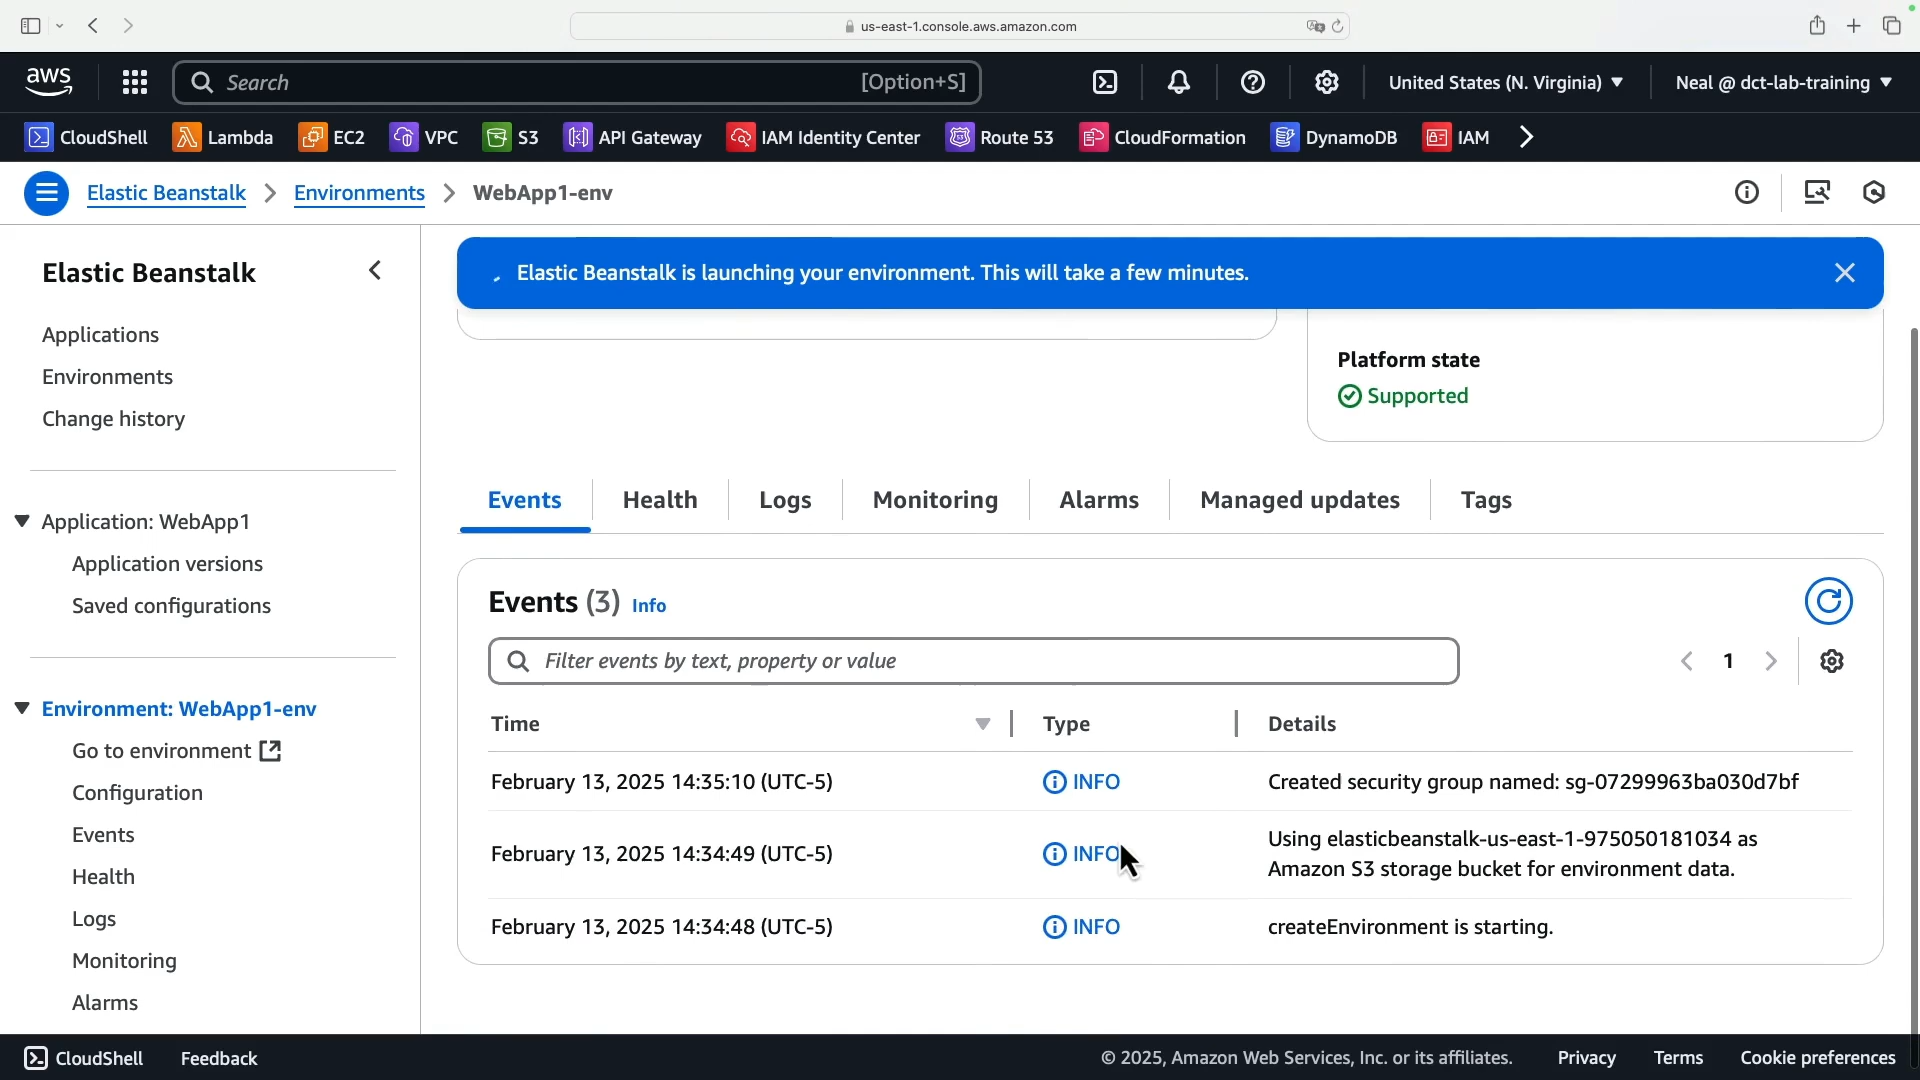 us-east-1.console.aws.amazon.com
aws
Search
[Option+S]
United States (N. Virginia)
Neal @ dct-lab-training
CloudShell
Lambda
EC2
VPC
S3
API Gateway
IAM Identity Center
Route 53
CloudFormation
DynamoDB
IAM
Elastic Beanstalk
Environments
WebApp1-env
Elastic Beanstalk
Applications
Environments
Change history
Application: WebApp1
Application versions
Saved configurations
Environment: WebApp1-env
Go to environment
Configuration
Events
Health
Logs
Monitoring
Alarms
Elastic Beanstalk is launching your environment. This will take a few minutes.
Platform state
Supported
Events
Health
Logs
Monitoring
Alarms
Managed updates
Tags
Events (3) Info
Filter events by text, property or value
1
Time
Type
Details
February 13, 2025 14:35:10 (UTC-5)
INFO
Created security group named: sg-07299963ba030d7bf
February 13, 2025 14:34:49 (UTC-5)
INFO
Using elasticbeanstalk-us-east-1-975050181034 as
Amazon S3 storage bucket for environment data.
February 13, 2025 14:34:48 (UTC-5)
INFO
createEnvironment is starting.
CloudShell
Feedback
© 2025, Amazon Web Services, Inc. or its affiliates.
Privacy
Terms
Cookie preferences